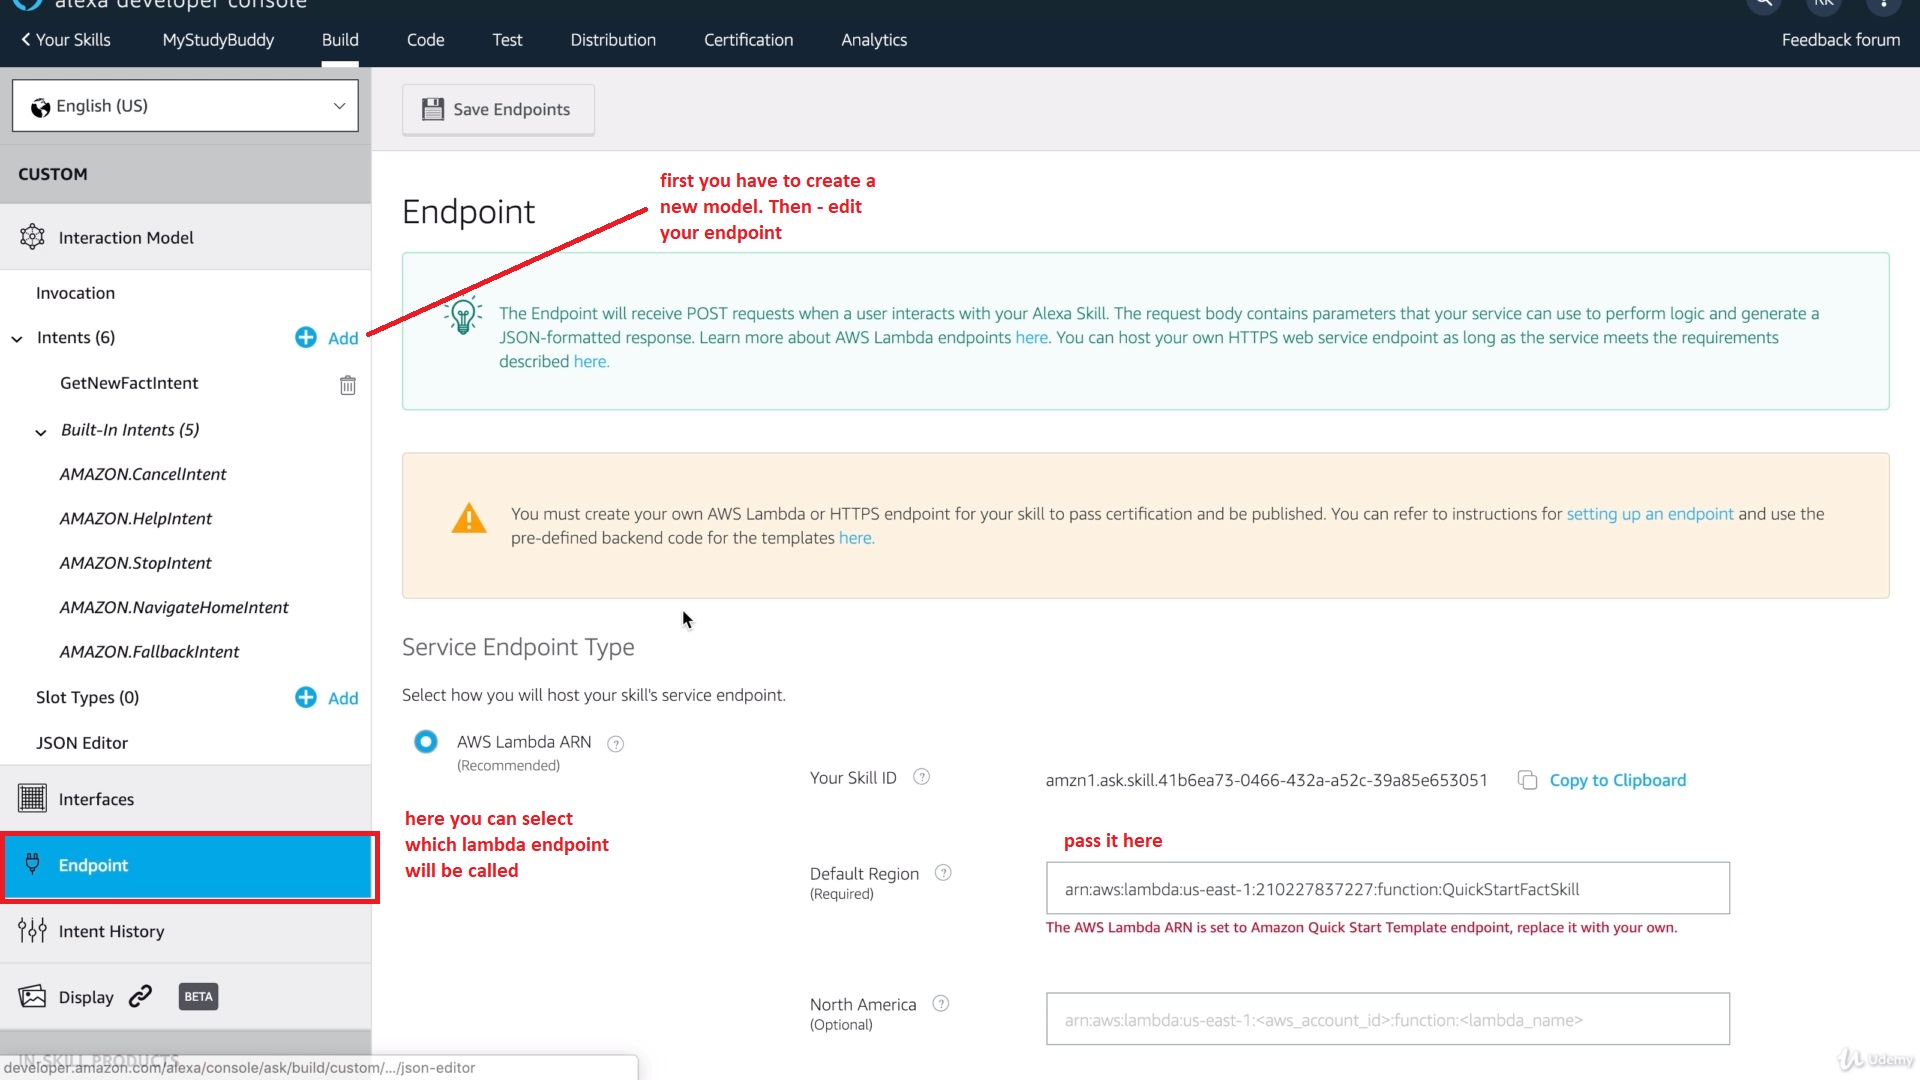 alexa developer console
RK
Your Skills
MyStudyBuddy
Build
Code
Test
Distribution
Certification
Analytics
Feedback forum
English (US)
Save Endpoints
CUSTOM
Interaction Model
Invocation
Intents (6)
Add
GetNewFactIntent
Built-In Intents (5)
AMAZON.CancelIntent
AMAZON.HelpIntent
AMAZON.StopIntent
AMAZON.NavigateHomeIntent
AMAZON.FallbackIntent
Slot Types (0)
Add
JSON Editor
Interfaces
Endpoint
Intent History
Display
BETA
IN-SKILL PRODUCTS
developer.amazon.com/alexa/console/ask/build/custom/.../json-editor
first you have to create a
new model. Then - edit
your endpoint
Endpoint
The Endpoint will receive POST requests when a user interacts with your Alexa Skill. The request body contains parameters that your service can use to perform logic and generate a
JSON-formatted response. Learn more about AWS Lambda endpoints here. You can host your own HTTPS web service endpoint as long as the service meets the requirements
described here.
You must create your own AWS Lambda or HTTPS endpoint for your skill to pass certification and be published. You can refer to instructions for setting up an endpoint and use the
pre-defined backend code for the templates here.
Service Endpoint Type
Select how you will host your skill's service endpoint.
AWS Lambda ARN
(Recommended)
here you can select
which lambda endpoint
will be called
Your Skill ID
amzn1.ask.skill.41b6ea73-0466-432a-a52c-39a85e653051
Copy to Clipboard
pass it here
Default Region
(Required)
arn:aws:lambda:us-east-1:210227837227:function:QuickStartFactSkill
The AWS Lambda ARN is set to Amazon Quick Start Template endpoint, replace it with your own.
North America
(Optional)
arn:aws:lambda:us-east-1:<aws_account_id>:function:<lambda_name>
Udemy